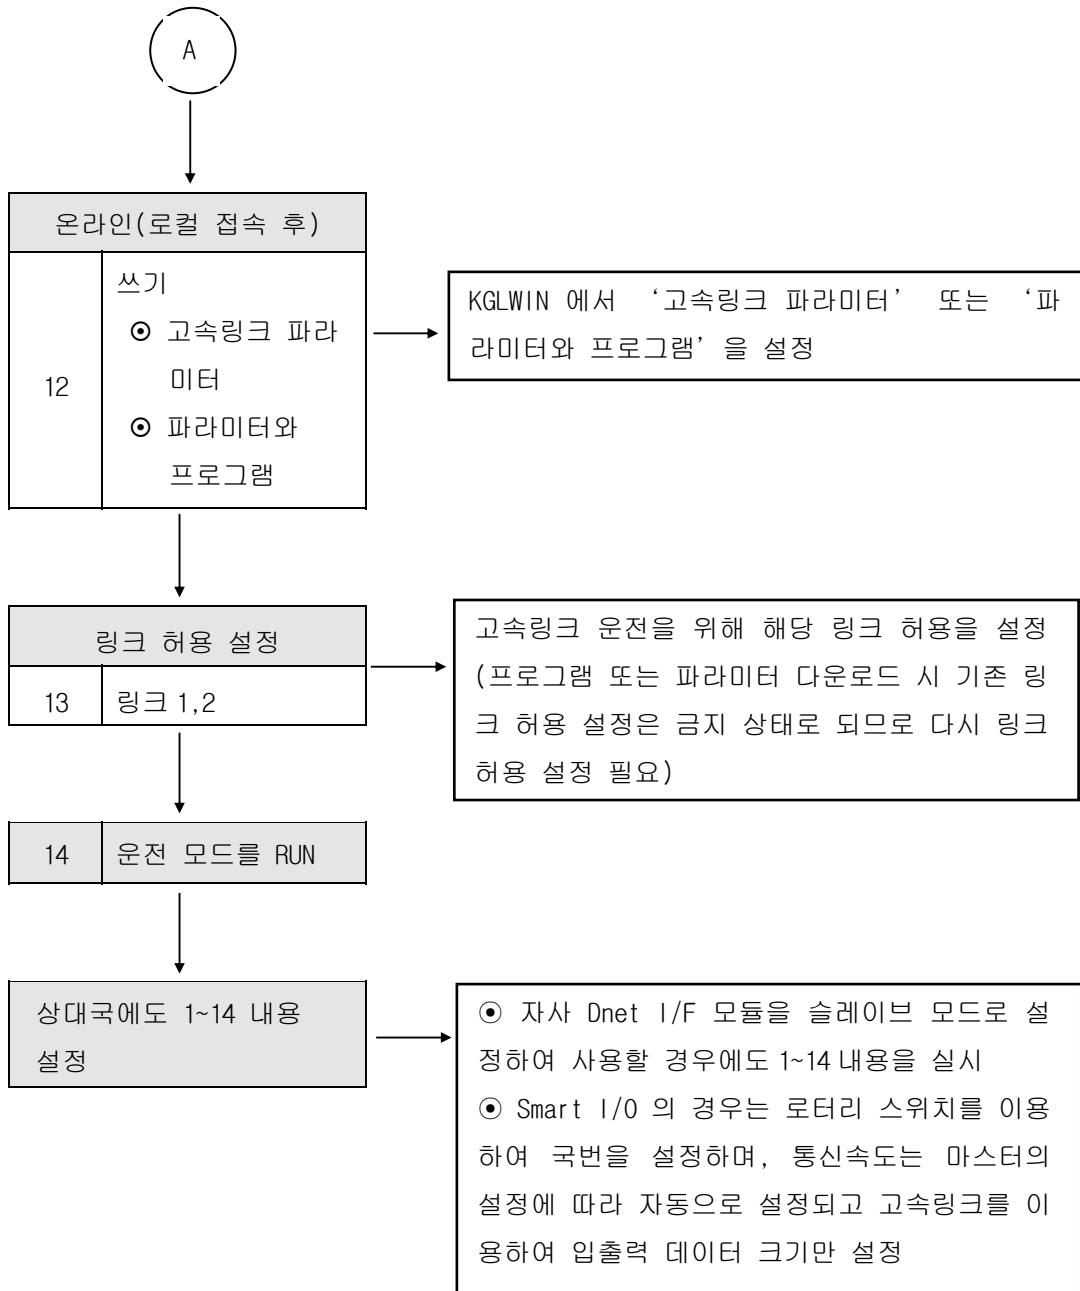 A
온라인(로컬 접속 후)
12
쓰기
⊙ 고속링크 파라
미터
⊙ 파라미터와
프로그램
KGLWIN 에서 ‘고속링크 파라미터’ 또는 ‘파
라미터와 프로그램’을 설정
링크 허용 설정
13 링크 1,2
고속링크 운전을 위해 해당 링크 허용을 설정
(프로그램 또는 파라미터 다운로드 시 기존 링
크 허용 설정은 금지 상태로 되므로 다시 링크
허용 설정 필요)
14 운전 모드를 RUN
상대국에도 1~14 내용
설정
⊙ 자사 Dnet I/F 모듈을 슬레이브 모드로 설
정하여 사용할 경우에도 1~14 내용을 실시
⊙ Smart I/O 의 경우는 로터리 스위치를 이용
하여 국번을 설정하며, 통신속도는 마스터의
설정에 따라 자동으로 설정되고 고속링크를 이
용하여 입출력 데이터 크기만 설정